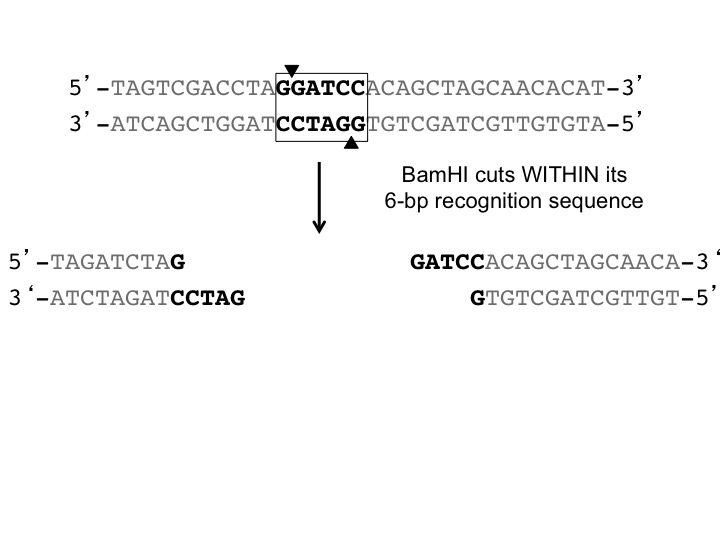 5’-TAGTCGACCTAGGATCCACAGCTAGCAACACAT-3’
3’-ATCAGCTGGATCCTAGGTGTCGATCGTTGTGTA-5’
BamHI cuts WITHIN its
6-bp recognition sequence
5’-TAGATCTAG GATCCACAGCTAGCAACA-3‘
3‘-ATCTAGATCCTAG GTGTCGATCGTTGT-5’